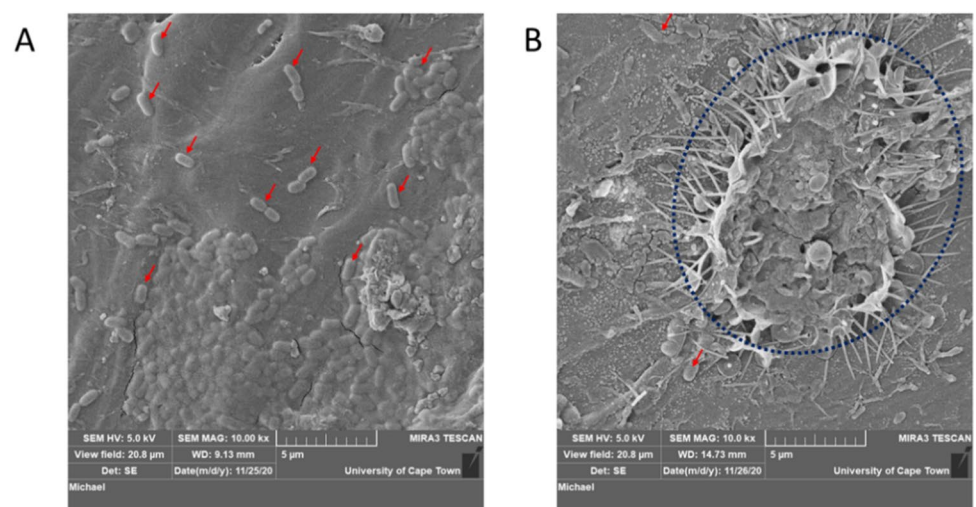 A
SEM HV: 5.0 kV SEM MAG: 10.00 kx MIRA3 TESCAN
View field: 20.8 µm WD: 9.13 mm 5 µm
Det: SE Date(m/d/y): 11/25/20 University of Cape Town
Michael
B
SEM HV: 5.0 kV SEM MAG: 10.0 kx MIRA3 TESCAN
View field: 20.8 µm WD: 14.73 mm 5 µm
Det: SE Date(m/d/y): 11/26/20 University of Cape Town
Michael